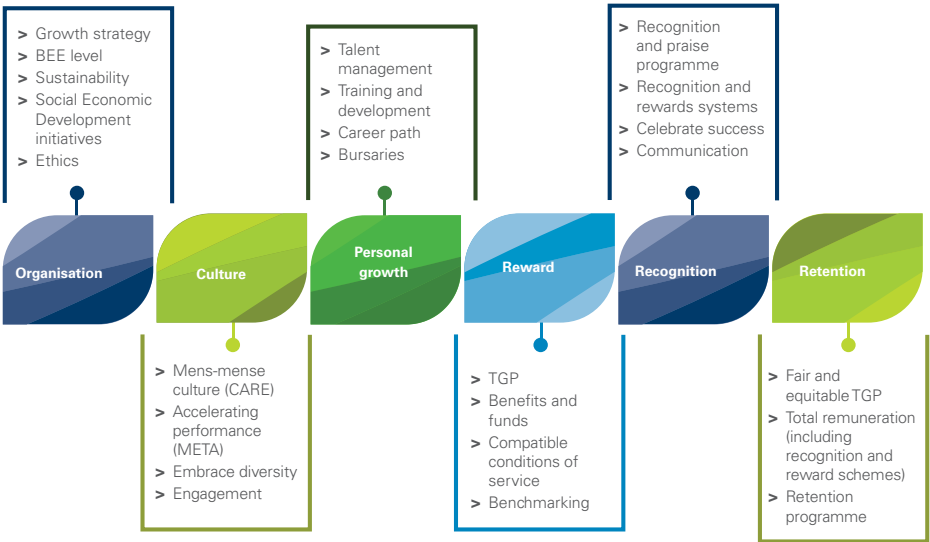 > Growth strategy
> BEE level
> Sustainability
> Social Economic
Development
initiatives
> Ethics
Organisation
Culture
> Mens-mense
culture (CARE)
> Accelerating
performance
(META)
> Embrace diversity
> Engagement
> Talent
management
> Training and
development
> Career path
> Bursaries
Personal
growth
Reward
> TGP
> Benefits and
funds
> Compatible
conditions of
service
> Benchmarking
> Recognition
and praise
programme
> Recognition and
rewards systems
> Celebrate success
> Communication
Recognition
Retention
> Fair and
equitable TGP
> Total remuneration
(including
recognition and
reward schemes)
> Retention
programme